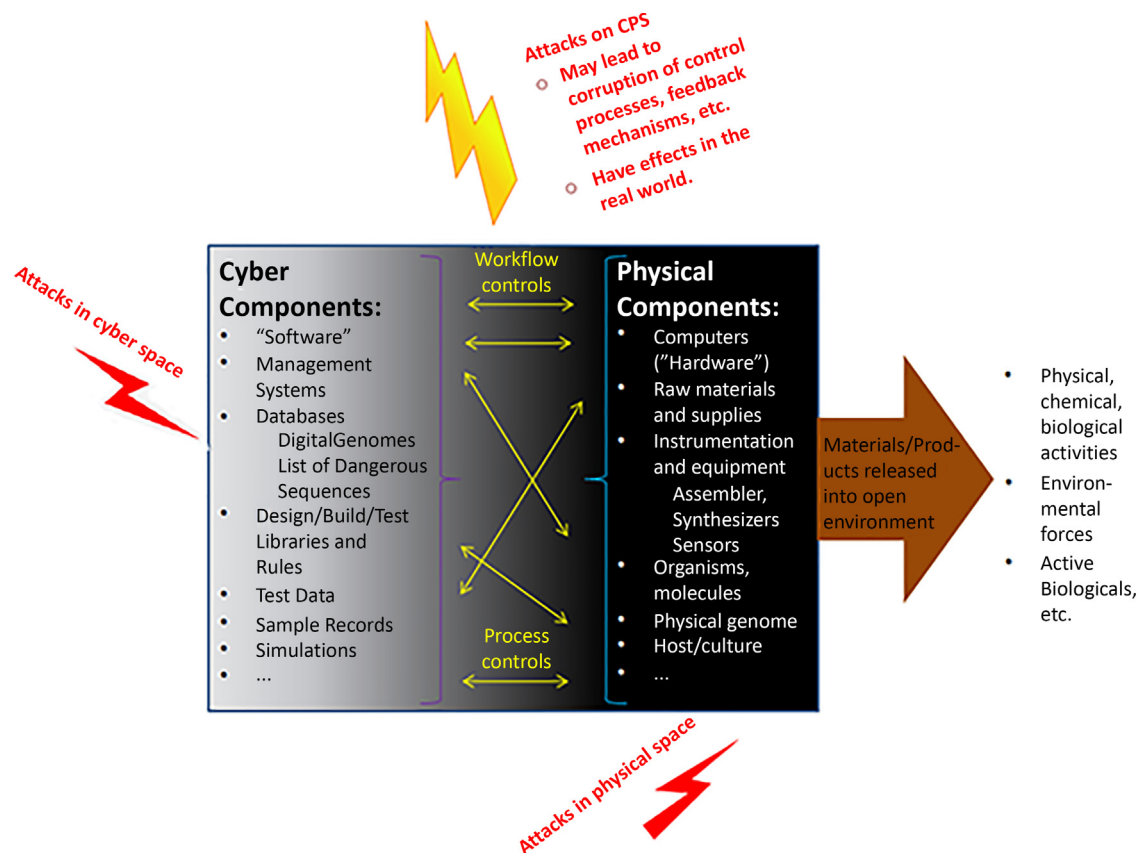 Attacks on CPS
May lead to
corruption of control
processes, feedback
mechanisms, etc.
Have effects in the
real world.
Attacks in cyber space
Cyber
Components:
• “Software”
• Management
Systems
• Databases
DigitalGenomes
List of Dangerous
Sequences
• Design/Build/Test
Libraries and
Rules
• Test Data
• Sample Records
• Simulations
• ...
Workflow
controls
Process
controls
Physical
Components:
• Computers
(”Hardware”)
• Raw materials
and supplies
• Instrumentation
and equipment
Assembler,
Synthesizers
Sensors
• Organisms,
molecules
• Physical genome
• Host/culture
• ...
Materials/Prod-
ucts released
into open
environment
• Physical,
chemical,
biological
activities
• Environ-
mental
forces
• Active
Biologicals,
etc.
Attacks in physical space